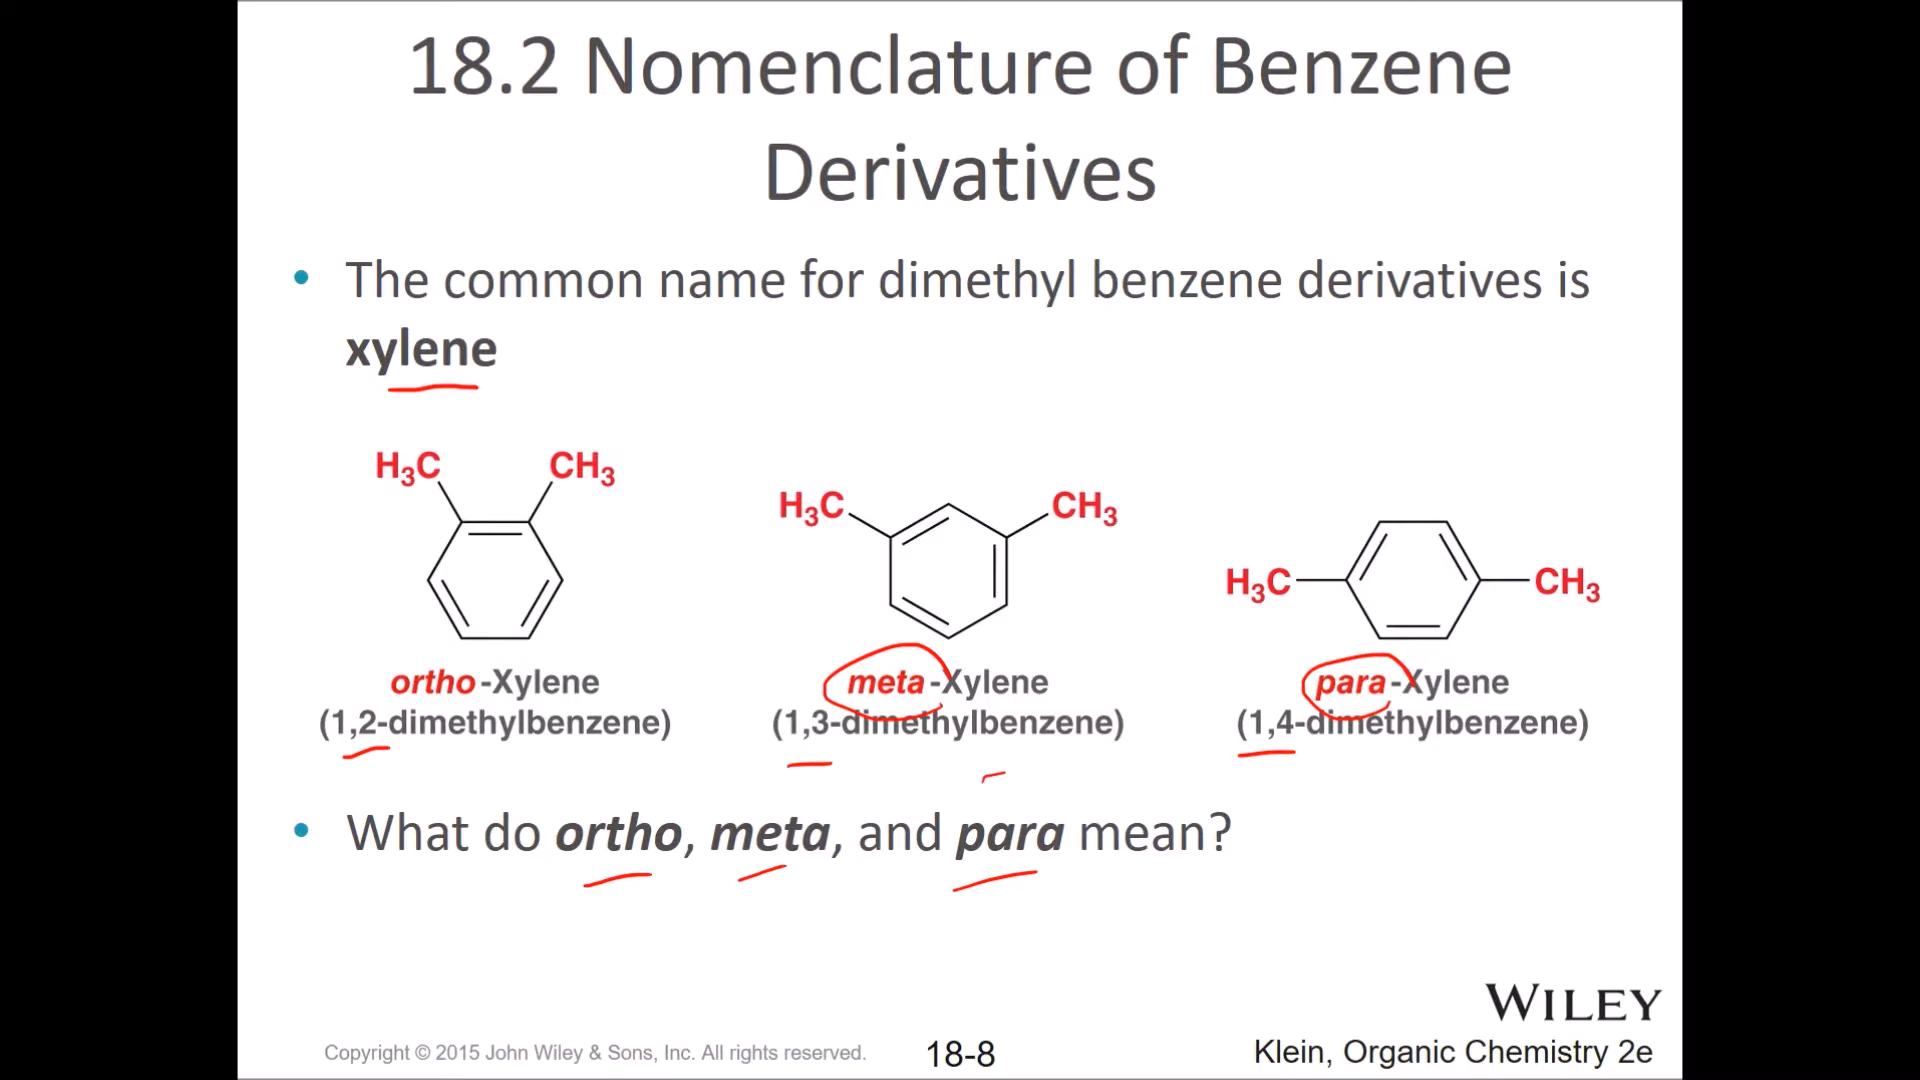 18.2 Nomenclature of Benzene
Derivatives
• The common name for dimethyl benzene derivatives is
xylene
H₃C CH₃
H₃C CH₃
H₃C CH₃
ortho-Xylene
(1,2-dimethylbenzene)
meta-Xylene
(1,3-dimethylbenzene)
para-Xylene
(1,4-dimethylbenzene)
• What do ortho, meta, and para mean?
WILEY
Copyright © 2015 John Wiley & Sons, Inc. All rights reserved.
18-8
Klein, Organic Chemistry 2e